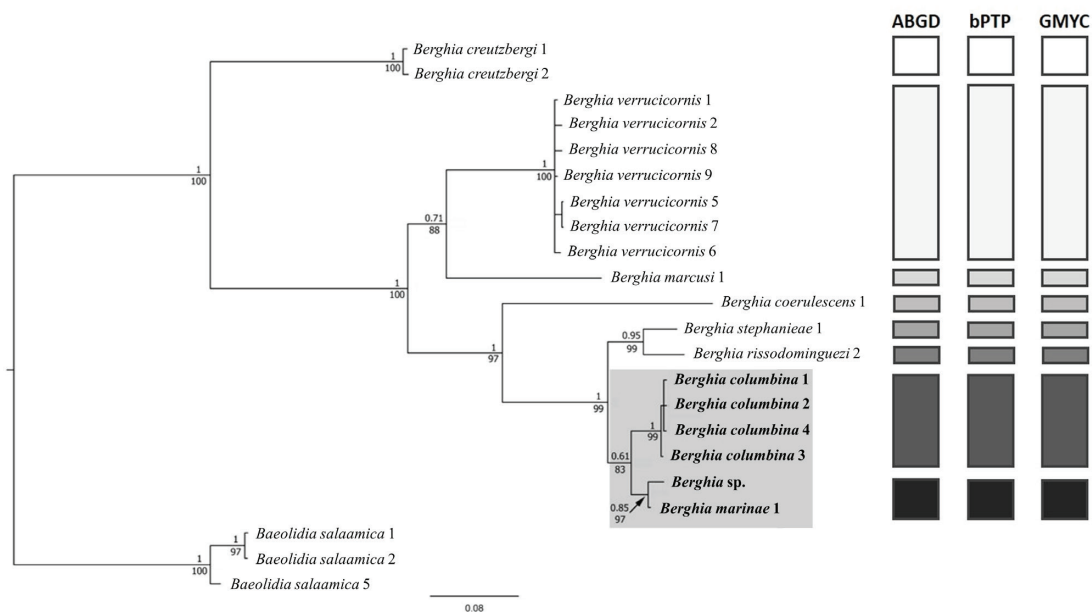 ABGD bPTP GMYC
Berghia creutzbergi 1
1
100
Berghia creutzbergi 2
Berghia verrucicornis 1
Berghia verrucicornis 2
Berghia verrucicornis 8
1
100
Berghia verrucicornis 9
1
100
Berghia verrucicornis 5
0.71
88
Berghia verrucicornis 7
Berghia verrucicornis 6
Berghia marcusi 1
1
100
Berghia coerulescens 1
Berghia stephanieae 1
0.95
99
1
97
Berghia rissodominguezi 2
Berghia columbina 1
1
99
Berghia columbina 2
Berghia columbina 4
1
99
Berghia columbina 3
0.61
83
Berghia sp.
0.85
97
Berghia marinae 1
Baeolidia salaamica 1
1
97
Baeolidia salaamica 2
1
100
Baeolidia salaamica 5
0.08